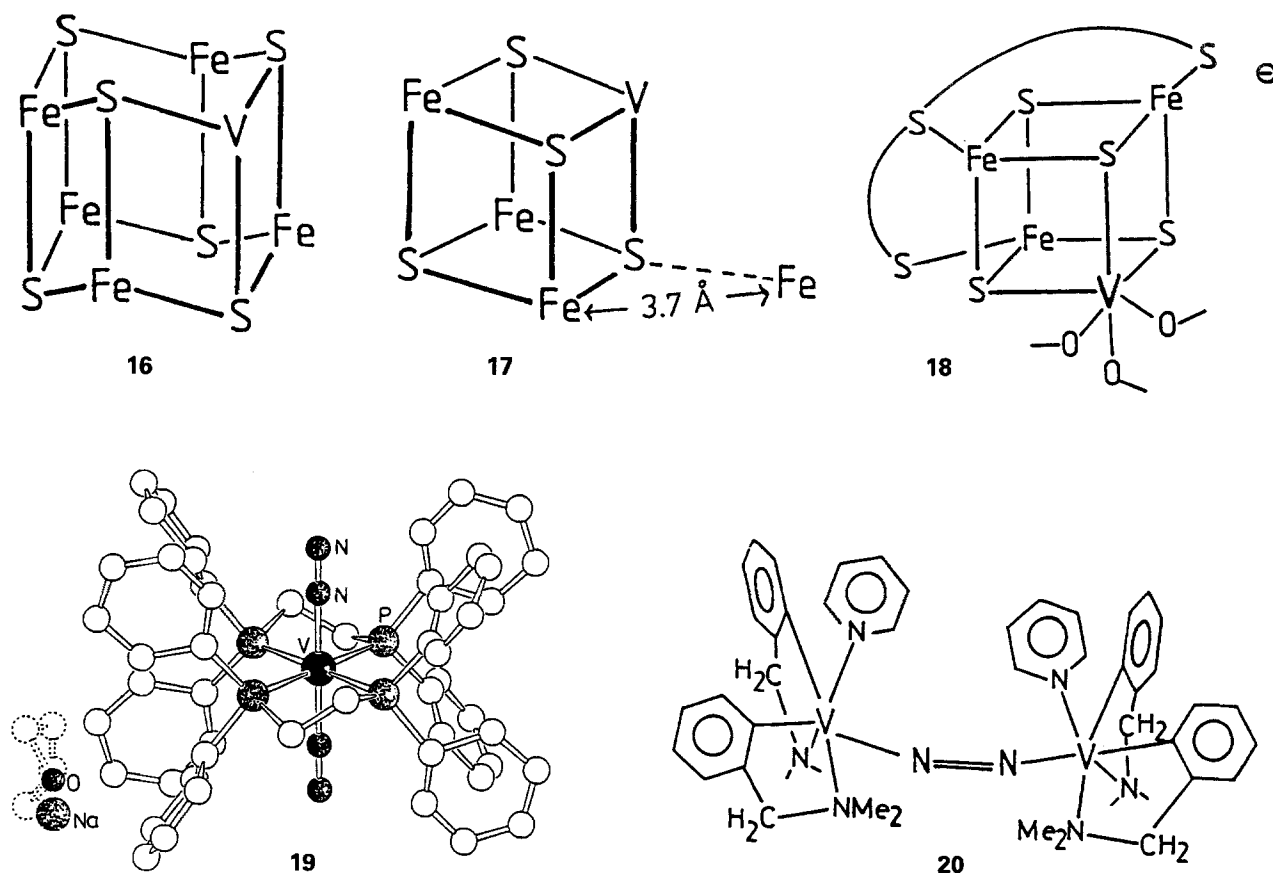 S Fe S
Fe S V
Fe S Fe
S Fe S
16
S V
Fe S
Fe
S S Fe
Fe ← 3.7 Å →
17
S ⊖
S S Fe
Fe S
S Fe S
S V
O O
O
18
N
N
P
V
O
Na
19
H2C N N
V N = N V CH2
N N
H2C NMe2 Me2N CH2
20